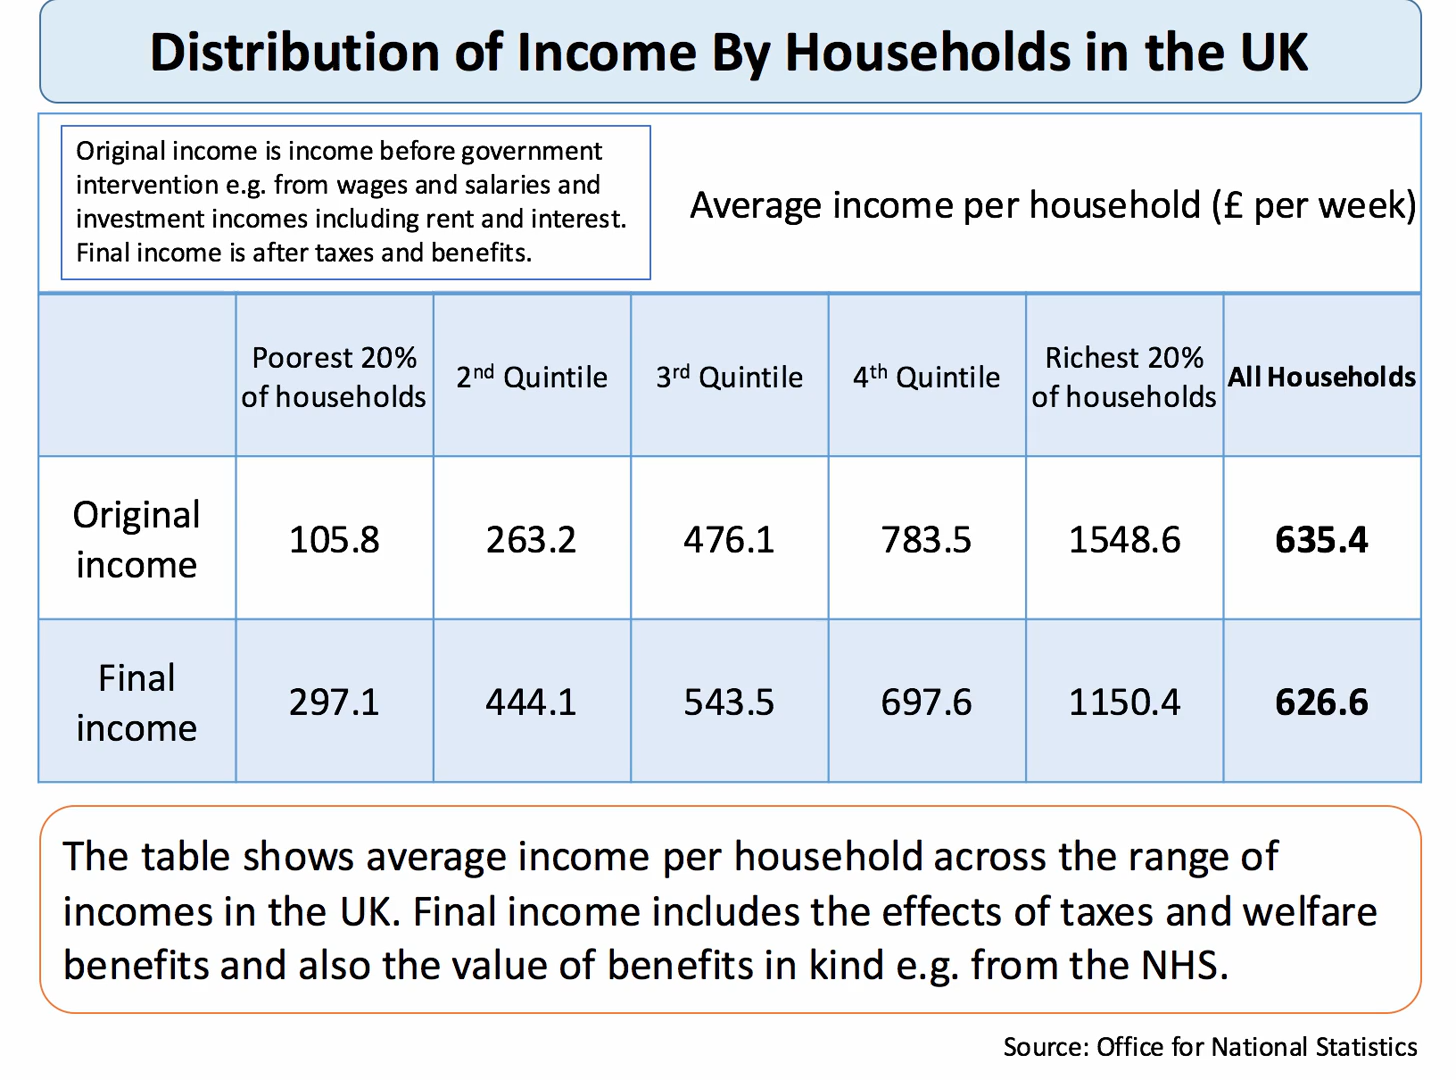 Distribution of Income By Households in the UK
Original income is income before government
intervention e.g. from wages and salaries and
investment incomes including rent and interest.
Final income is after taxes and benefits.
Average income per household (£ per week)
Poorest 20%
of households
2nd Quintile
3rd Quintile
4th Quintile
Richest 20%
of households
All Households
Original
income
105.8
263.2
476.1
783.5
1548.6
635.4
Final
income
297.1
444.1
543.5
697.6
1150.4
626.6
The table shows average income per household across the range of
incomes in the UK. Final income includes the effects of taxes and welfare
benefits and also the value of benefits in kind e.g. from the NHS.
Source: Office for National Statistics